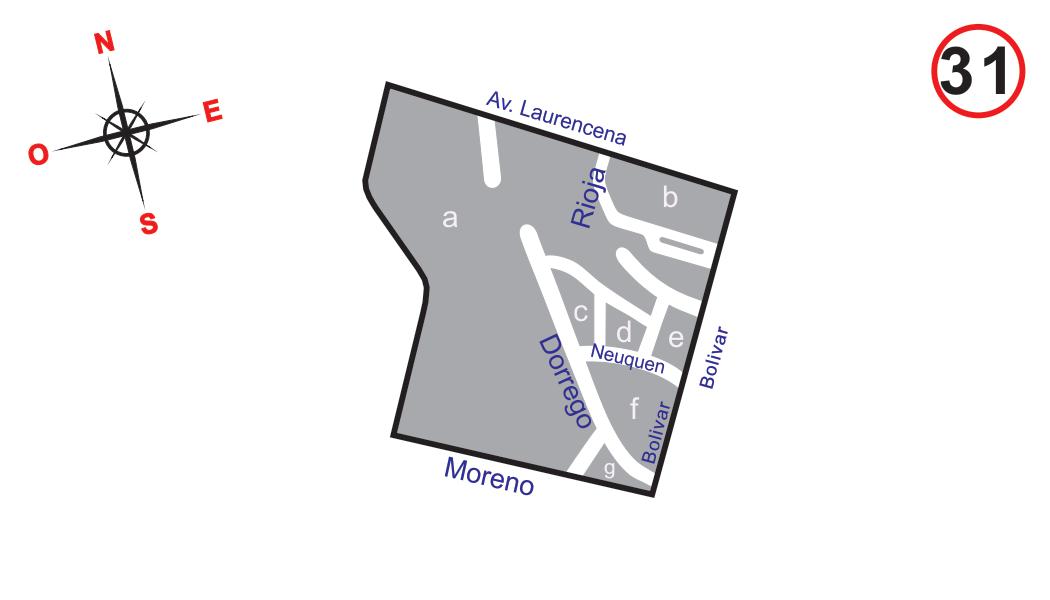 N
E
O
S
31
Av. Laurencena
Rioja
b
a
c
d
e
Neuquen
Bolivar
Dorrego
f
Bolivar
g
Moreno